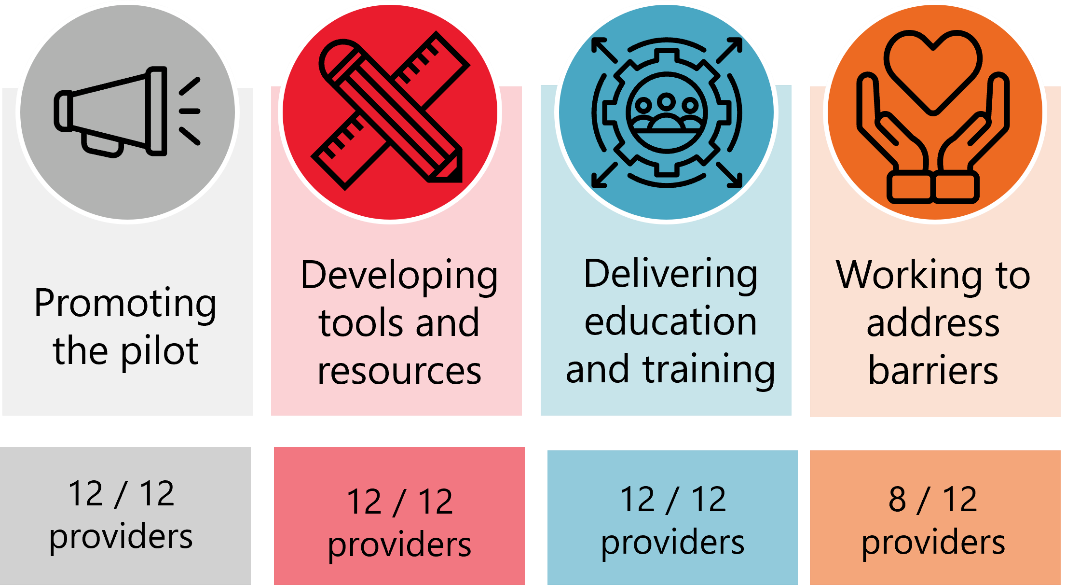 Promoting
the pilot
Developing
tools and
resources
Delivering
education
and training
Working to
address
barriers
12 / 12
providers
12 / 12
providers
12 / 12
providers
8 / 12
providers